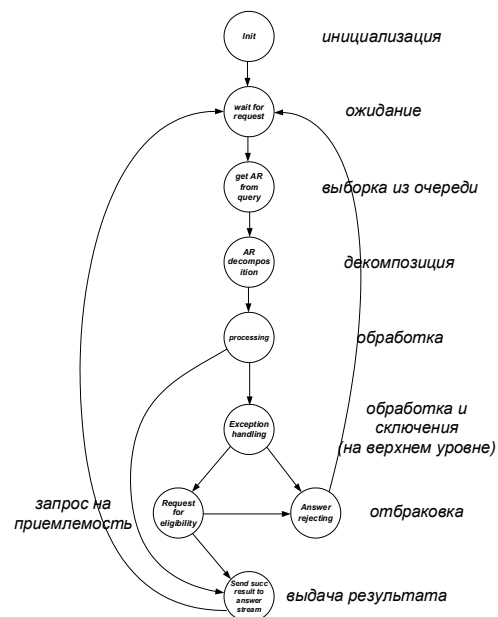 Init
инициализация
wait for
request
ожидание
get AR
from
query
выборка из очереди
AR
decompos
ition
декомпозиция
processing
обработка
Exception
handling
обработка и
сключения
(на верхнем уровне)
запрос на
приемлемость
Request
for
eligibility
Answer
rejecting
отбраковка
Send succ
result to
answer
stream
выдача результата